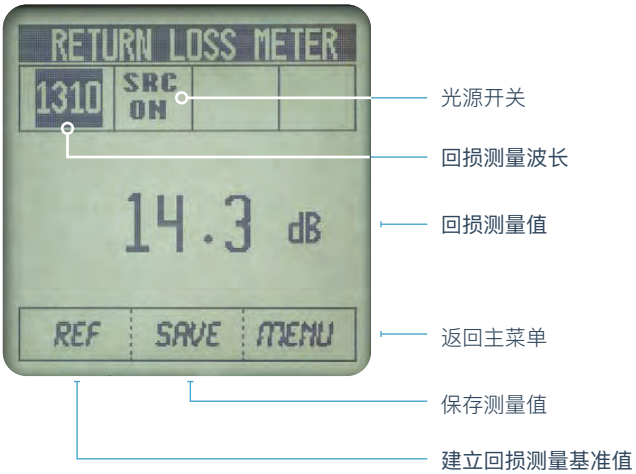 RETURN LOSS METER
1310
SRC
ON
光源开关
回损测量波长
14.3 dB
回损测量值
REF SAVE MENU
返回主菜单
保存测量值
建立回损测量基准值